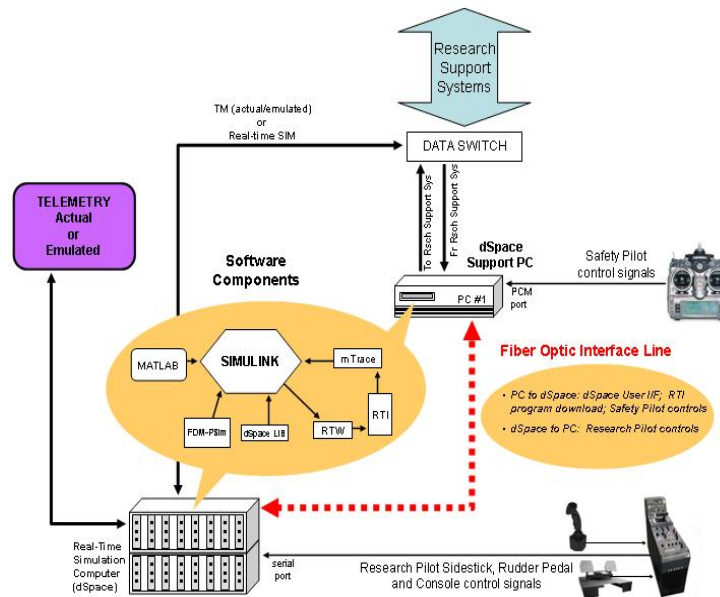 Research
Support
Systems
TM (actual/emulated)
or
Real-time SIM
DATA SWITCH
To Rsch Support Sys
Fr Rsch Support Sys
TELEMETRY
Actual
or
Emulated
Software
Components
dSpace
Support PC
Safety Pilot
control signals
PC #1
PCM
port
MATLAB
SIMULINK
mTrace
FDM-PSim
dSpace LIB
RTW
RTI
Fiber Optic Interface Line
• PC to dSpace: dSpace User I/F; RTI
program download; Safety Pilot controls
• dSpace to PC: Research Pilot controls
Real-Time
Simulation
Computer
(dSpace)
serial
port
Research Pilot Sidestick, Rudder Pedal
and Console control signals